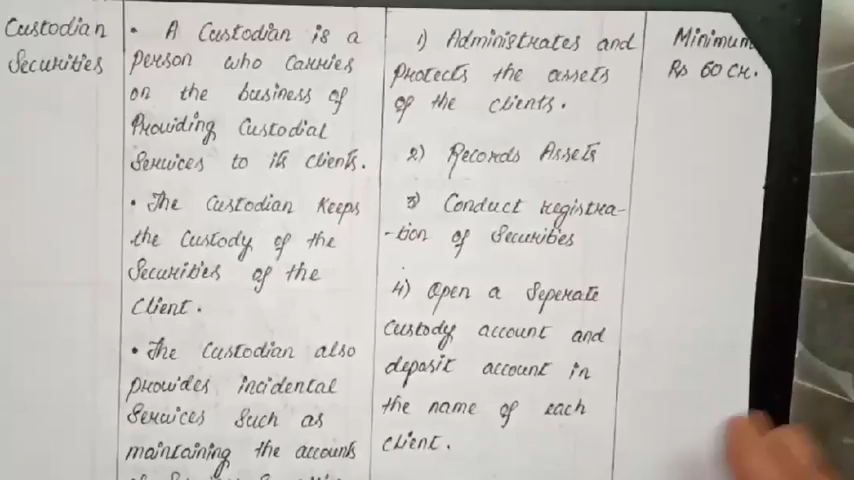 Custodian
Securities
• A Custodian is a
Person who carries
on the business of
Providing Custodial
Services to its clients.
• The Custodian keeps
the Custody of the
Securities of the
Client.
• The Custodian also
provides incidental
Services such as
maintaining the accounts
1) Administrates and
Protects the assets
of the clients.
2) Records Assets
3) Conduct registra-
-tion of Securities
4) Open a Seperate
Custody account and
deposit account in
the name of each
client.
Minimum
Rs 60 cr.